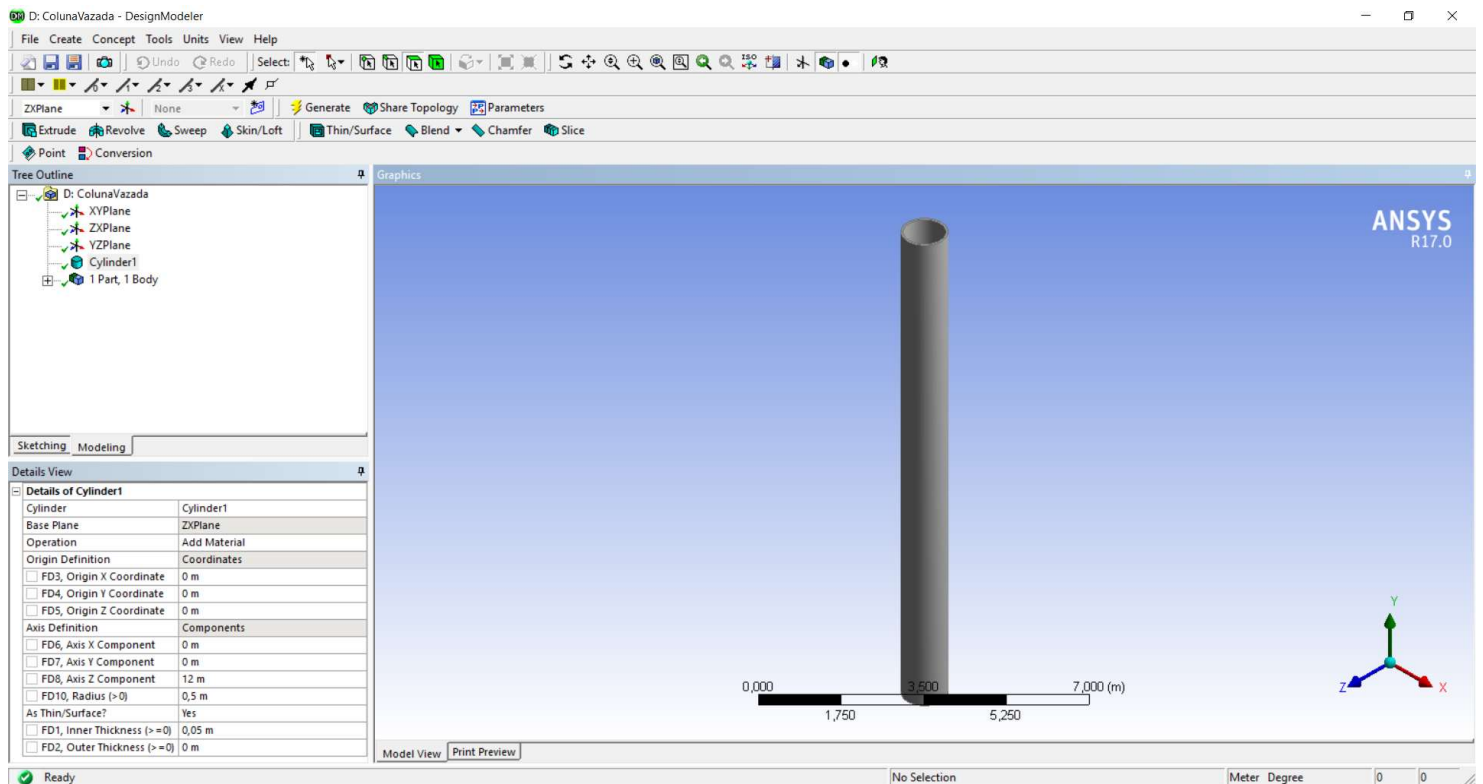 D: ColunaVazada - DesignModeler
File Create Concept Tools Units View Help
Undo Redo Select:
ZXPlane None Generate Share Topology Parameters
Extrude Revolve Sweep Skin/Loft Thin/Surface Blend Chamfer Slice
Point Conversion
Tree Outline
D: ColunaVazada
XYPlane
ZXPlane
YZPlane
Cylinder1
1 Part, 1 Body
Sketching Modeling
Details View
Details of Cylinder1
Cylinder Cylinder1
Base Plane ZXPlane
Operation Add Material
Origin Definition Coordinates
FD3, Origin X Coordinate 0 m
FD4, Origin Y Coordinate 0 m
FD5, Origin Z Coordinate 0 m
Axis Definition Components
FD6, Axis X Component 0 m
FD7, Axis Y Component 0 m
FD8, Axis Z Component 12 m
FD10, Radius (>0) 0,5 m
As Thin/Surface? Yes
FD1, Inner Thickness (>=0) 0,05 m
FD2, Outer Thickness (>=0) 0 m
Graphics
ANSYS
R17.0
0,000 3,500 7,000 (m)
1,750 5,250
Y
Z X
Model View Print Preview
Ready No Selection Meter Degree 0 0